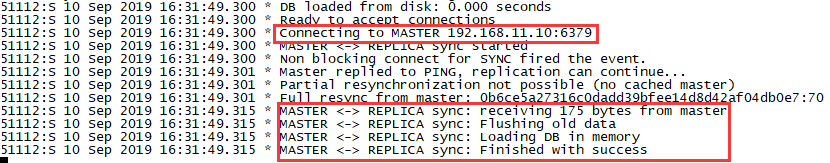 51112:S 10 Sep 2019 16:31:49.300 * DB loaded from disk: 0.000 seconds
51112:S 10 Sep 2019 16:31:49.300 * Ready to accept connections
51112:S 10 Sep 2019 16:31:49.300 * Connecting to MASTER 192.168.11.10:6379
51112:S 10 Sep 2019 16:31:49.300 * MASTER <-> REPLICA sync started
51112:S 10 Sep 2019 16:31:49.300 * Non blocking connect for SYNC fired the event.
51112:S 10 Sep 2019 16:31:49.301 * Master replied to PING, replication can continue...
51112:S 10 Sep 2019 16:31:49.301 * Partial resynchronization not possible (no cached master)
51112:S 10 Sep 2019 16:31:49.301 * Full resync from master: 0b6ce5a27316c0dadd39bfee14d8d42af04db0e7:70
51112:S 10 Sep 2019 16:31:49.315 * MASTER <-> REPLICA sync: receiving 175 bytes from master
51112:S 10 Sep 2019 16:31:49.315 * MASTER <-> REPLICA sync: Flushing old data
51112:S 10 Sep 2019 16:31:49.315 * MASTER <-> REPLICA sync: Loading DB in memory
51112:S 10 Sep 2019 16:31:49.315 * MASTER <-> REPLICA sync: Finished with success